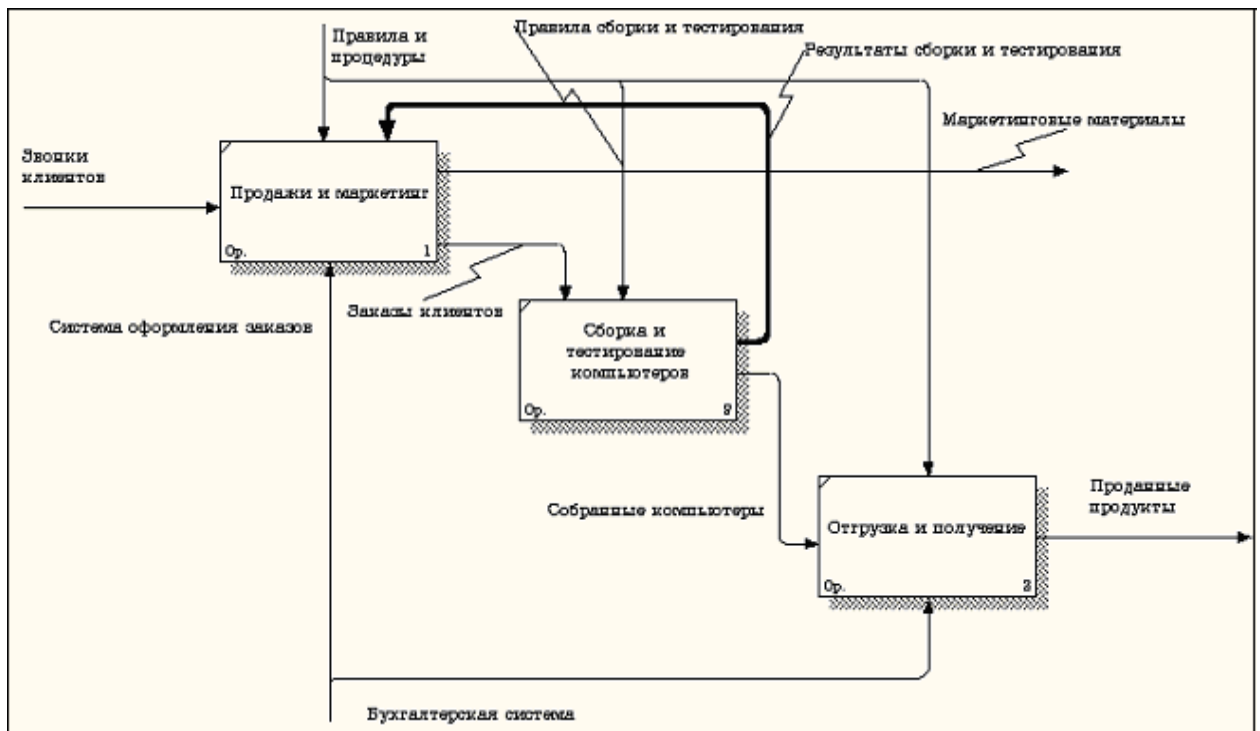 Правила и
процедуры
Правила сборки и тестирования
Результаты сборки и тестирования
Маркетинговые материалы
Звонки
клиентов
Продажи и маркетинг
0р.
1
Заказы клиентов
Система оформления заказов
Сборка и
тестирование
компьютеров
0р.
2
Собранные компьютеры
Проданные
продукты
Отгрузка и получение
0р.
3
Бухгалтерская система